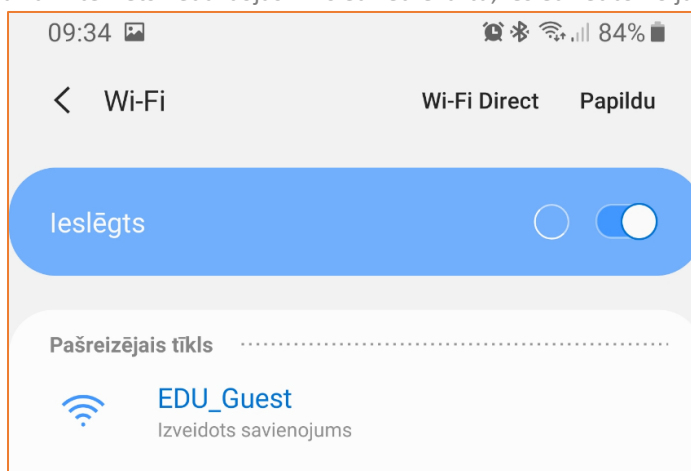 09:34 84%
Wi-Fi Wi-Fi Direct Papildu
Ieslēgts
Pašreizējais tīkls
EDU_Guest
Izveidots savienojums